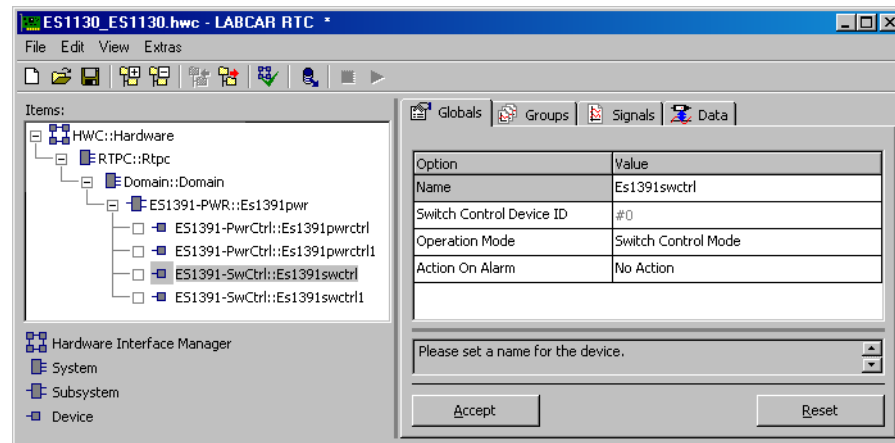 ES1130_ES1130.hwc - LABCAR RTC *
File Edit View Extras
Items:
HWC::Hardware
RTPC::Rtpc
Domain::Domain
ES1391-PWR::Es1391pwr
ES1391-PwrCtrl::Es1391pwrctrl
ES1391-PwrCtrl::Es1391pwrctrl1
ES1391-SwCtrl::Es1391swctrl
ES1391-SwCtrl::Es1391swctrl1
Hardware Interface Manager
System
Subsystem
Device
Globals Groups Signals Data
Option Value
Name Es1391swctrl
Switch Control Device ID #0
Operation Mode Switch Control Mode
Action On Alarm No Action
Please set a name for the device.
Accept Reset